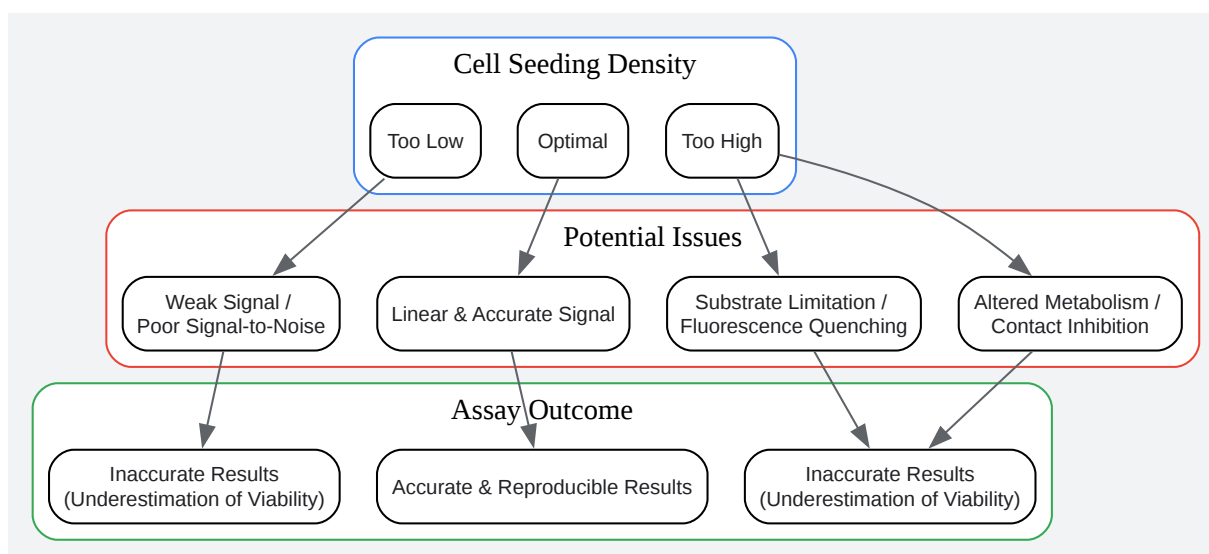 Cell Seeding Density
Too Low
Optimal
Too High
Potential Issues
Weak Signal /
Poor Signal-to-Noise
Linear & Accurate Signal
Substrate Limitation /
Fluorescence Quenching
Altered Metabolism /
Contact Inhibition
Assay Outcome
Inaccurate Results
(Underestimation of Viability)
Accurate & Reproducible Results
Inaccurate Results
(Underestimation of Viability)